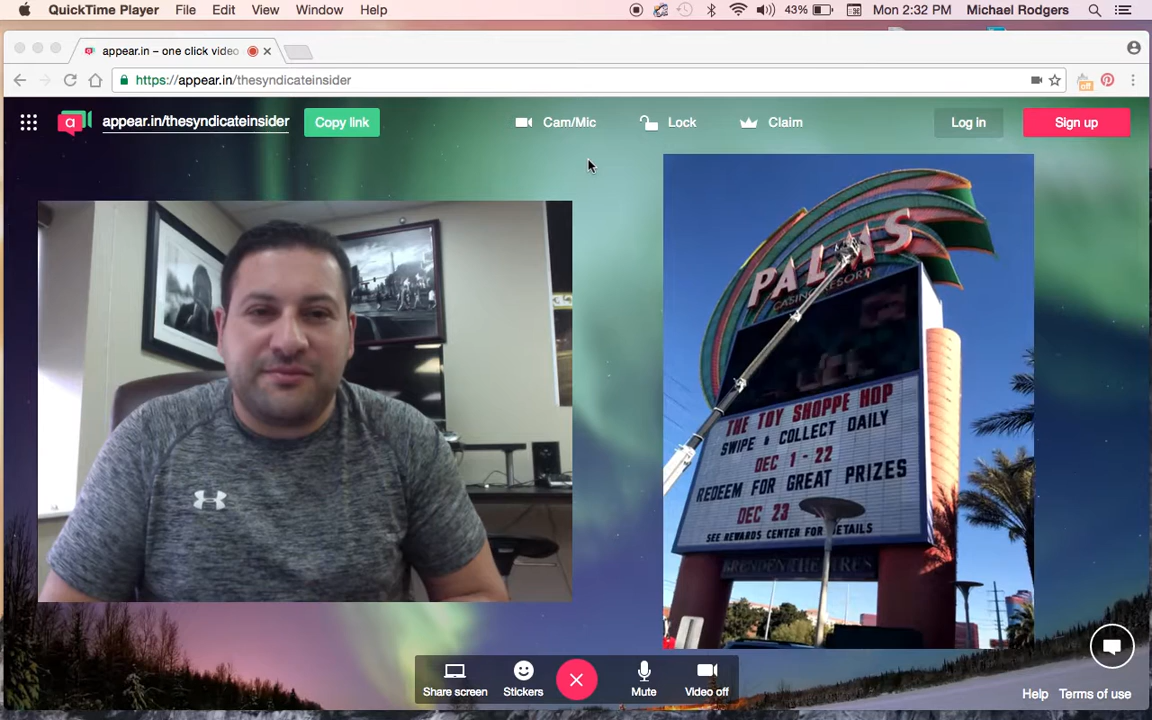 QuickTime Player File Edit View Window Help 43% Mon 2:32 PM Michael Rodgers
appear.in – one click video
https://appear.in/thesyndicateinsider
off
a appear.in/thesyndicateinsider Copy link Cam/Mic Lock Claim Log in Sign up
PALMS
CASINO RESORT
THE TOY SHOPPE HOP
SWIPE & COLLECT DAILY
DEC 1 - 22
REDEEM FOR GREAT PRIZES
DEC 23
SEE REWARDS CENTER FOR DETAILS
BRENDEN THEATRES
Share screen Stickers Mute Video off
Help Terms of use